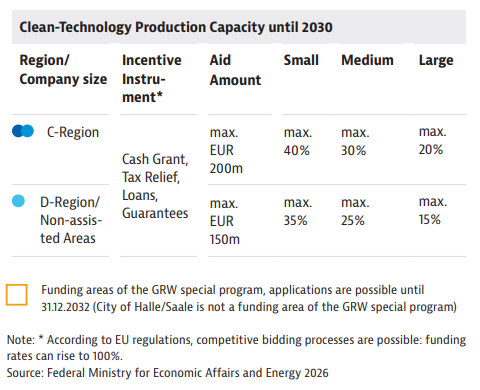 Clean-Technology Production Capacity until 2030
Region/ Company size Incentive Instru-ment* Aid Amount Small Medium Large
C-Region Cash Grant, Tax Relief, Loans, Guarantees max. EUR 200m max. 40% max. 30% max. 20%
D-Region/ Non-assis-ted Areas max. EUR 150m max. 35% max. 25% max. 15%
Funding areas of the GRW special program, applications are possible until
31.12.2032 (City of Halle/Saale is not a funding area of the GRW special program)
Note: * According to EU regulations, competitive bidding processes are possible: funding
rates can rise to 100%.
Source: Federal Ministry for Economic Affairs and Energy 2026